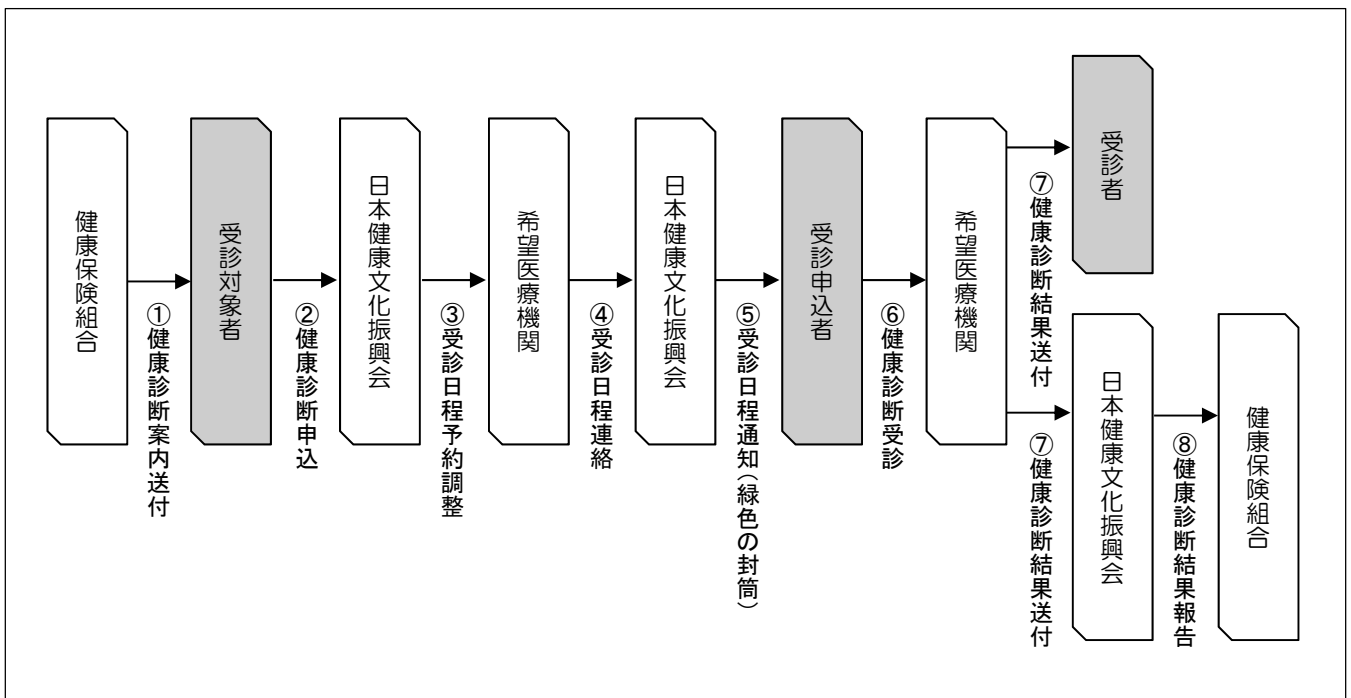 健康保険組合
①健康診断案内送付
受診対象者
②健康診断申込
日本健康文化振興会
③受診日程予約調整
希望医療機関
④受診日程連絡
日本健康文化振興会
⑤受診日程通知(緑色の封筒)
受診申込者
⑥健康診断受診
希望医療機関
⑦健康診断結果送付
受診者
⑦健康診断結果送付
日本健康文化振興会
⑧健康診断結果報告
健康保険組合